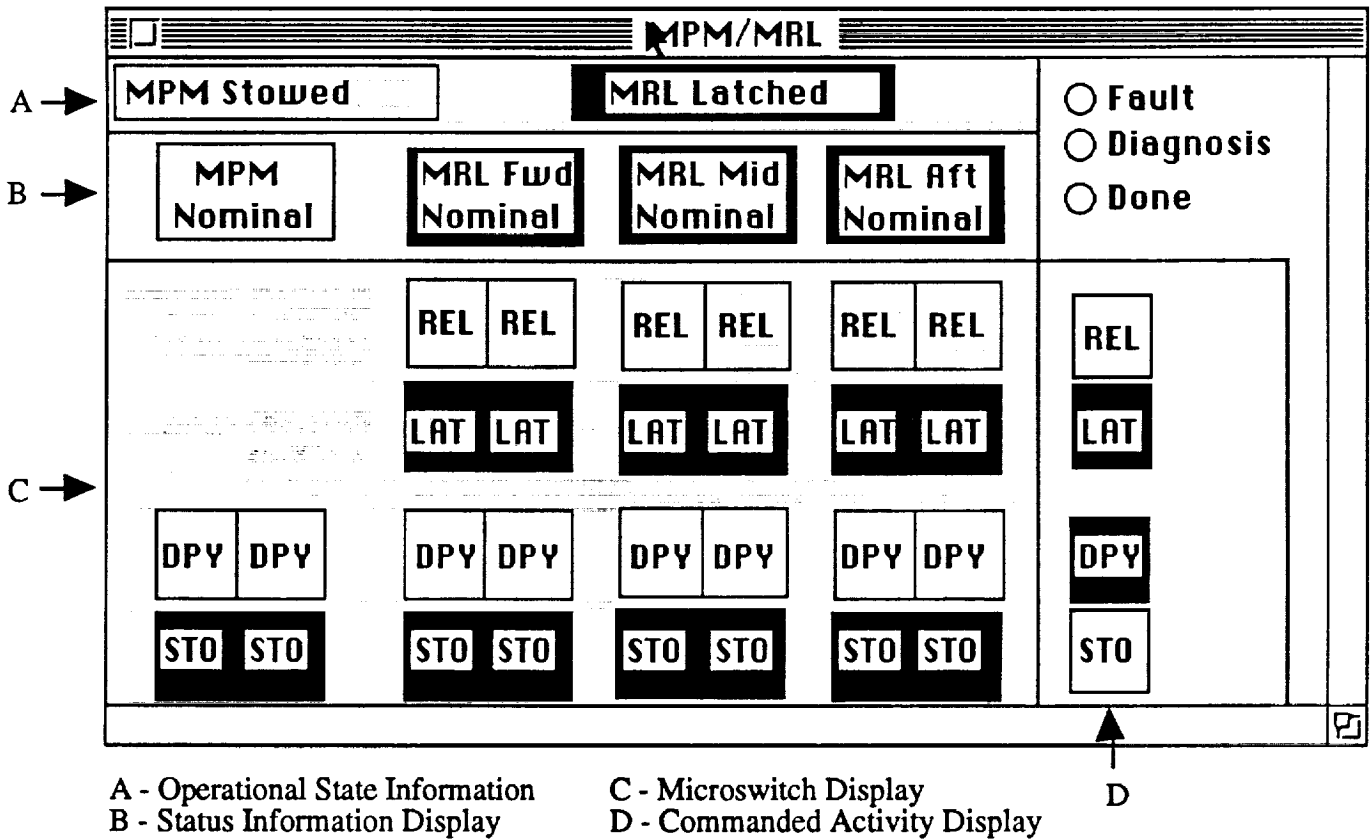 MPM/MRL
A
MPM Stowed
MRL Latched
Fault
Diagnosis
Done
B
MPM Nominal
MRL Fwd Nominal
MRL Mid Nominal
MRL Aft Nominal
REL REL REL REL REL REL REL
LAT LAT LAT LAT LAT LAT LAT
C
DPY DPY DPY DPY DPY DPY DPY DPY DPY
STO STO STO STO STO STO STO STO STO
A - Operational State Information
C - Microswitch Display
D
B - Status Information Display
D - Commanded Activity Display